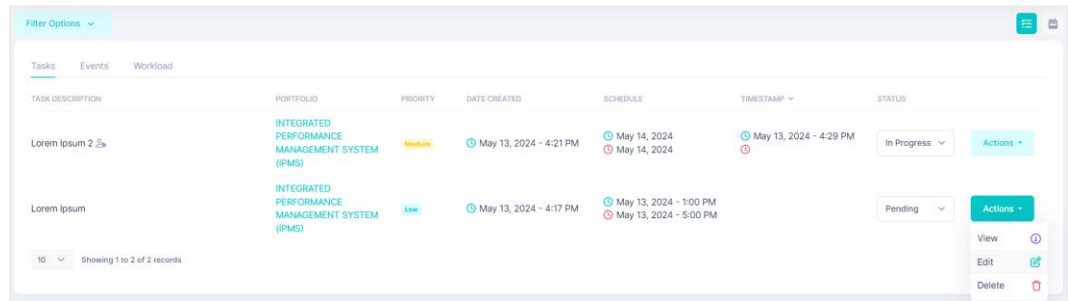 Filter Options
Tasks Events Workload
TASK DESCRIPTION PORTFOLIO PRIORITY DATE CREATED SCHEDULE TIMESTAMP STATUS
Lorem Ipsum 2
INTEGRATED
PERFORMANCE
MANAGEMENT SYSTEM
(IPMS)
Medium
May 13, 2024 - 4:21 PM
May 14, 2024
May 14, 2024
May 13, 2024 - 4:29 PM
In Progress
Actions
Lorem Ipsum
INTEGRATED
PERFORMANCE
MANAGEMENT SYSTEM
(IPMS)
Low
May 13, 2024 - 4:17 PM
May 13, 2024 - 1:00 PM
May 13, 2024 - 5:00 PM
Pending
Actions
View
Edit
Delete
10 Showing 1 to 2 of 2 records